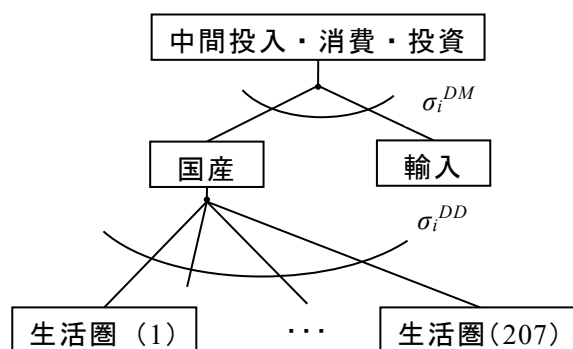 中間投入・消費・投資
σ_i^DM
国産 輸入
σ_i^DD
生活圏 (1) ··· 生活圏(207)